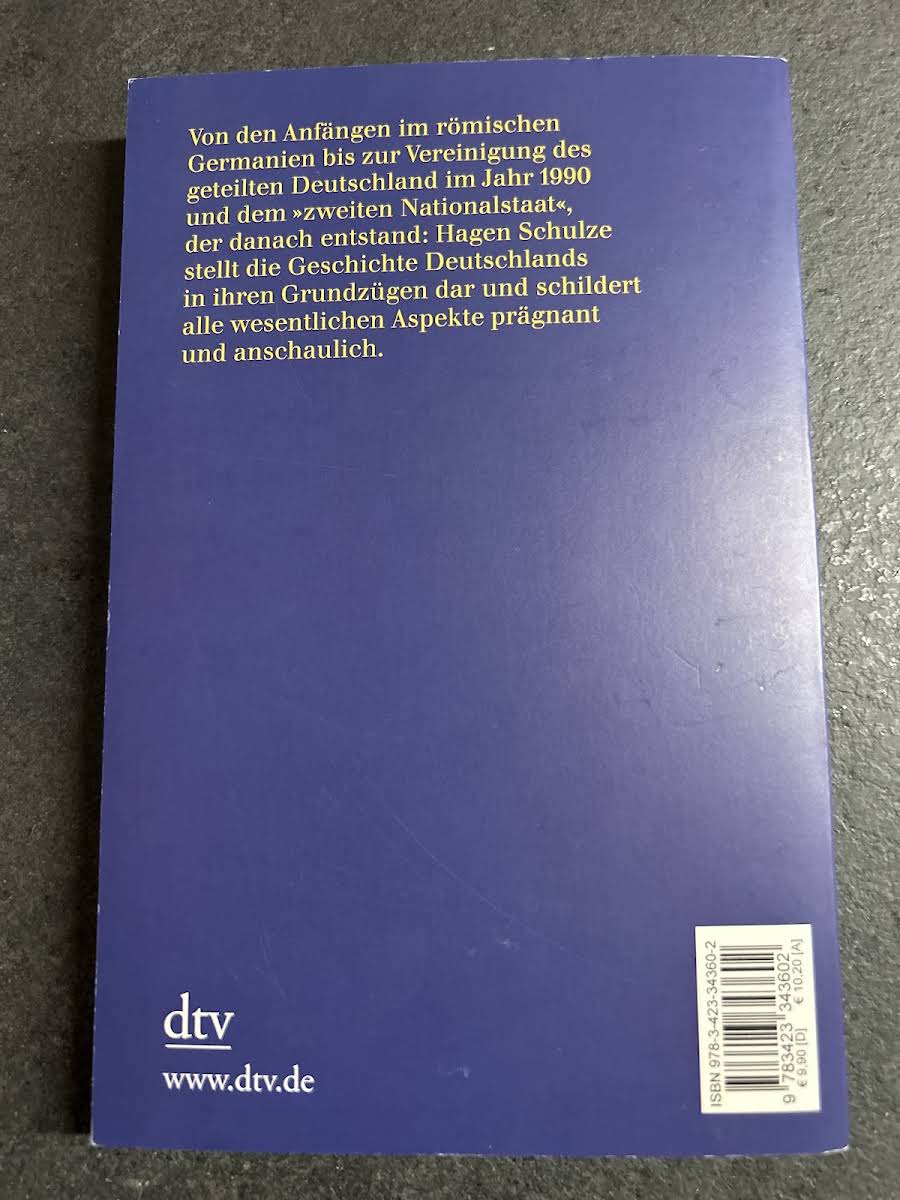 Von den Anfängen im römischen
Germanien bis zur Vereinigung des
geteilten Deutschland im Jahr 1990
und dem »zweiten Nationalstaat«,
der danach entstand: Hagen Schulze
stellt die Geschichte Deutschlands
in ihren Grundzügen dar und schildert
alle wesentlichen Aspekte prägnant
und anschaulich.
dtv
www.dtv.de
ISBN 978-3-423-34360-2
9 783423 343602
€ 9,90 [D] € 10,20 [A]